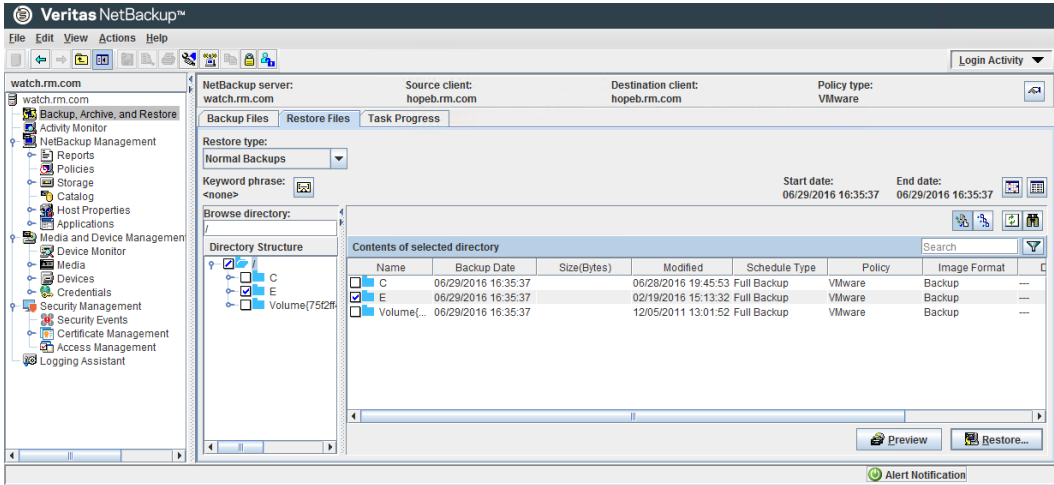 Veritas NetBackup™
File Edit View Actions Help
Login Activity
watch.rm.com
watch.rm.com
Backup, Archive, and Restore
Activity Monitor
NetBackup Management
Reports
Policies
Storage
Catalog
Host Properties
Applications
Media and Device Managemen
Device Monitor
Media
Devices
Credentials
Security Management
Security Events
Certificate Management
Access Management
Logging Assistant
NetBackup server: Source client: Destination client: Policy type:
watch.rm.com hopeb.rm.com hopeb.rm.com VMware
Backup Files Restore Files Task Progress
Restore type:
Normal Backups
Keyword phrase: Start date: End date:
<none> 06/29/2016 16:35:37 06/29/2016 16:35:37
Browse directory:
/
Directory Structure
/
C
E
Volume{75f2ff
Contents of selected directory Search
Name Backup Date Size(Bytes) Modified Schedule Type Policy Image Format D
C 06/29/2016 16:35:37 06/28/2016 19:45:53 Full Backup VMware Backup ---
E 06/29/2016 16:35:37 02/19/2016 15:13:32 Full Backup VMware Backup ---
Volume{... 06/29/2016 16:35:37 12/05/2011 13:01:52 Full Backup VMware Backup ---
Preview Restore...
Alert Notification